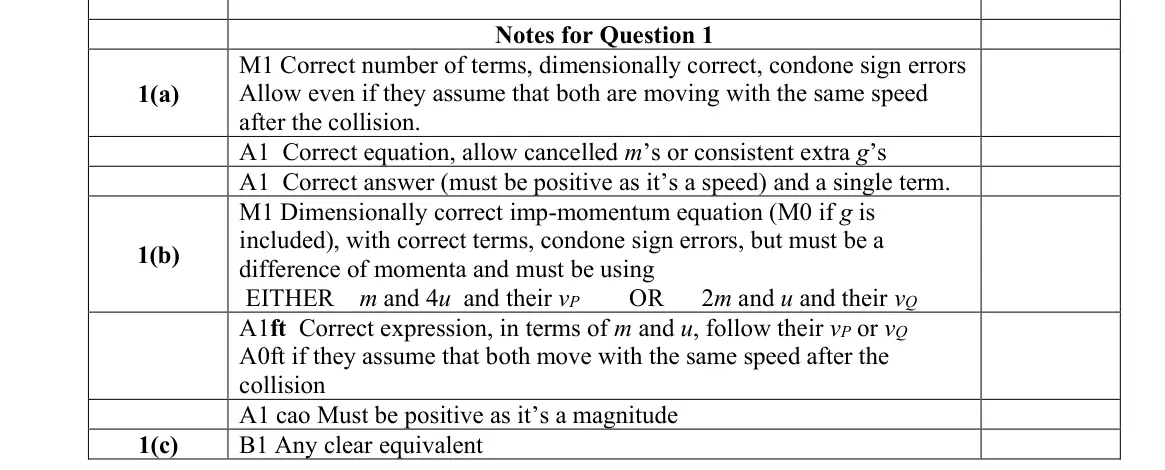 Notes for Question 1
1(a)
M1 Correct number of terms, dimensionally correct, condone sign errors
Allow even if they assume that both are moving with the same speed
after the collision.
A1 Correct equation, allow cancelled m’s or consistent extra g’s
A1 Correct answer (must be positive as it’s a speed) and a single term.
1(b)
M1 Dimensionally correct imp-momentum equation (M0 if g is
included), with correct terms, condone sign errors, but must be a
difference of momenta and must be using
EITHER m and 4u and their vP OR 2m and u and their vQ
A1ft Correct expression, in terms of m and u, follow their vP or vQ
A0ft if they assume that both move with the same speed after the
collision
A1 cao Must be positive as it’s a magnitude
1(c) B1 Any clear equivalent